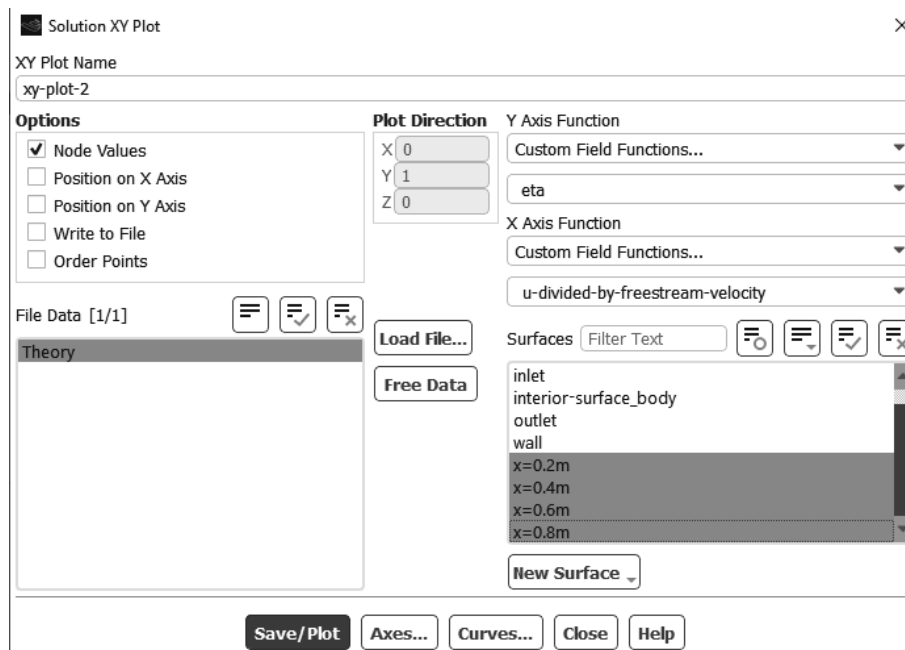 Solution XY Plot
XY Plot Name
xy-plot-2
Options
Node Values
Position on X Axis
Position on Y Axis
Write to File
Order Points
Plot Direction
X 0
Y 1
Z 0
Y Axis Function
Custom Field Functions...
eta
X Axis Function
Custom Field Functions...
u-divided-by-freestream-velocity
File Data [1/1]
Theory
Load File...
Free Data
Surfaces Filter Text
inlet
interior-surface_body
outlet
wall
x=0.2m
x=0.4m
x=0.6m
x=0.8m
New Surface
Save/Plot Axes... Curves... Close Help